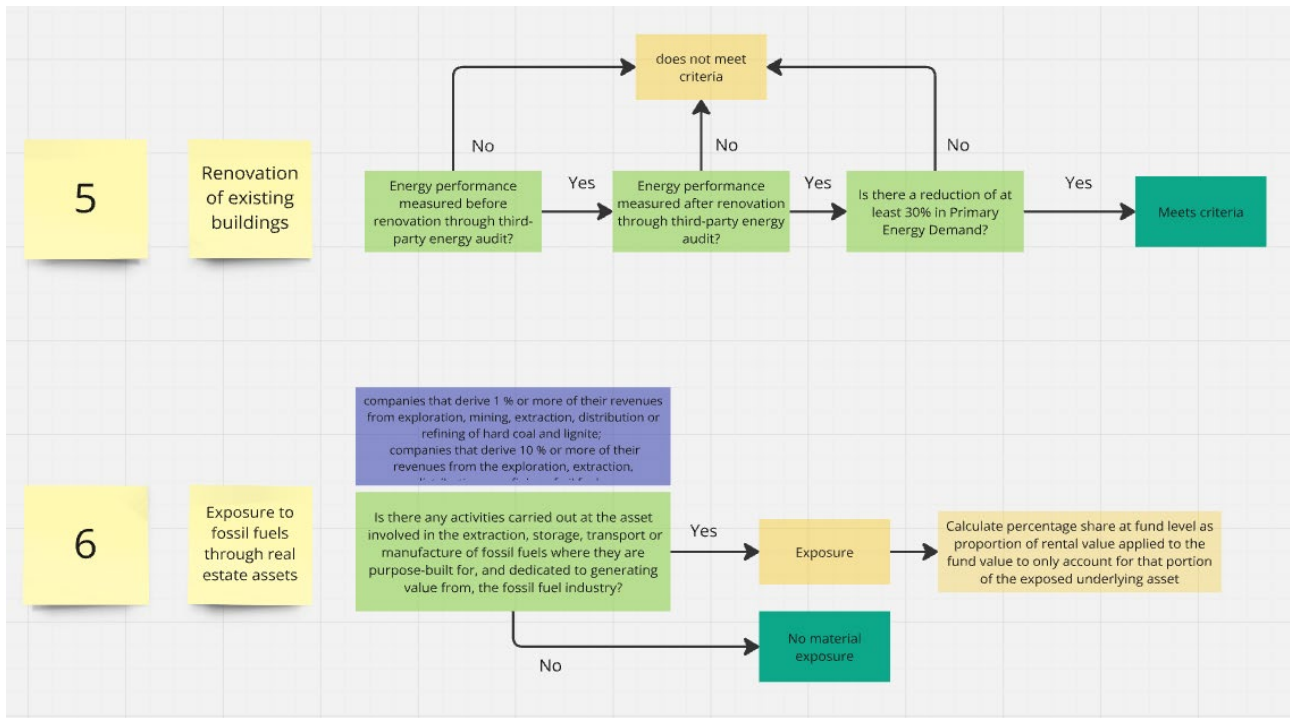 does not meet
criteria
No
No
No
5
Renovation
of existing
buildings
Energy performance
measured before
renovation through third-
party energy audit?
Yes
Energy performance
measured after renovation
through third-party energy
audit?
Yes
Is there a reduction of at
least 30% in Primary
Energy Demand?
Yes
Meets criteria
companies that derive 1 % or more of their revenues
from exploration, mining, extraction, distribution or
refining of hard coal and lignite;
companies that derive 10 % or more of their
revenues from the exploration, extraction,
6
Exposure to
fossil fuels
through real
estate assets
Is there any activities carried out at the asset
involved in the extraction, storage, transport or
manufacture of fossil fuels where they are
purpose-built for, and dedicated to generating
value from, the fossil fuel industry?
Yes
Exposure
Calculate percentage share at fund level as
proportion of rental value applied to the
fund value to only account for that portion
of the exposed underlying asset
No
No material
exposure